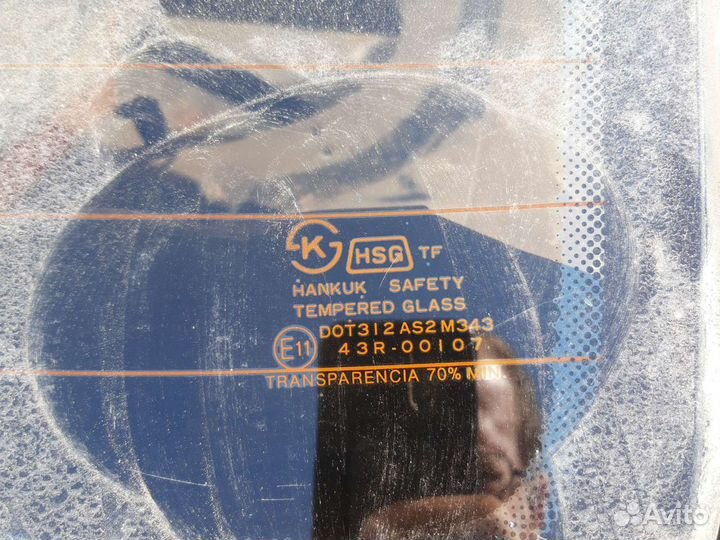 K HSG TF
HANKUK SAFETY
TEMPERED GLASS
DOT312 AS2 M343
E11 43R-00107
TRANSPARENCIA 70% MIN.
Avito